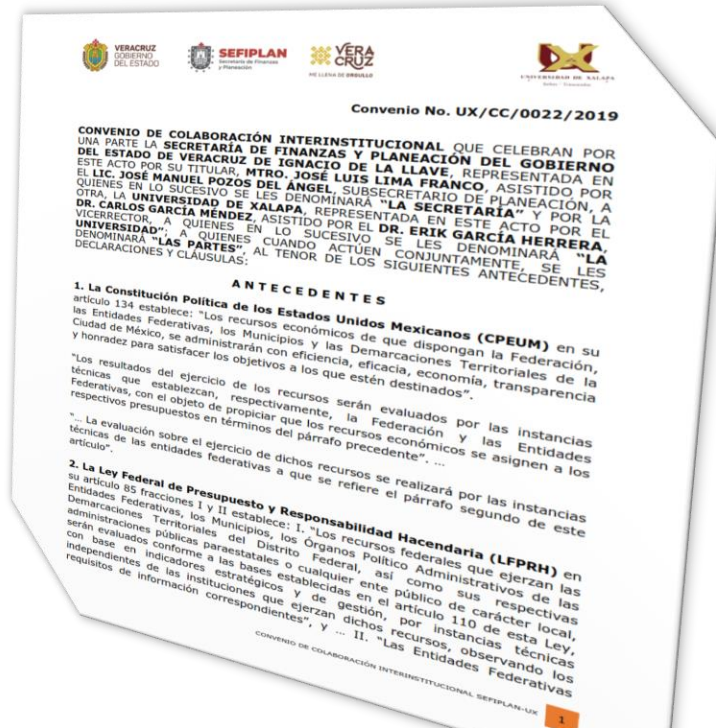 VERACRUZ
GOBIERNO
DEL ESTADO
SEFIPLAN
Secretaría de Finanzas
y Planeación
VERA
CRUZ
ME LLENA DE ORGULLO
UNIVERSIDAD DE XALAPA
Convenio No. UX/CC/0022/2019
CONVENIO DE COLABORACIÓN INTERINSTITUCIONAL QUE CELEBRAN POR
UNA PARTE LA SECRETARÍA DE FINANZAS Y PLANEACIÓN DEL GOBIERNO
DEL ESTADO DE VERACRUZ DE IGNACIO DE LA LLAVE, REPRESENTADA EN
ESTE ACTO POR SU TITULAR, MTRO. JOSÉ LUIS LIMA FRANCO, ASISTIDO POR
EL LIC. JOSÉ MANUEL POZOS DEL ÁNGEL, SUBSECRETARIO DE PLANEACIÓN, A
QUIENES EN LO SUCESIVO SE LES DENOMINARÁ "LA SECRETARÍA" Y POR LA
OTRA, LA UNIVERSIDAD DE XALAPA, REPRESENTADA EN ESTE ACTO POR EL
DR. CARLOS GARCÍA MÉNDEZ, ASISTIDO POR EL DR. ERIK GARCÍA HERRERA,
VICERRECTOR, A QUIENES EN LO SUCESIVO SE LES DENOMINARÁ "LA
UNIVERSIDAD"; A QUIENES CUANDO ACTÚEN CONJUNTAMENTE, SE LES
DENOMINARÁ "LAS PARTES", AL TENOR DE LOS SIGUIENTES ANTECEDENTES,
DECLARACIONES Y CLÁUSULAS:
ANTECEDENTES
1. La Constitución Política de los Estados Unidos Mexicanos (CPEUM) en su
artículo 134 establece: "Los recursos económicos de que dispongan la Federación,
las Entidades Federativas, los Municipios y las Demarcaciones Territoriales de la
Ciudad de México, se administrarán con eficiencia, eficacia, economía, transparencia
y honradez para satisfacer los objetivos a los que estén destinados".
"Los resultados del ejercicio de los recursos serán evaluados por las instancias
técnicas que establezcan, respectivamente, la Federación y las Entidades
Federativas, con el objeto de propiciar que los recursos económicos se asignen a los
respectivos presupuestos en términos del párrafo precedente". ...
"... La evaluación sobre el ejercicio de dichos recursos se realizará por las instancias
técnicas de las entidades federativas a que se refiere el párrafo segundo de este
artículo".
2. La Ley Federal de Presupuesto y Responsabilidad Hacendaria (LFPRH) en
su artículo 85 fracciones I y II establece: I. "Los recursos federales que ejerzan las
Entidades Federativas, los Municipios, los Órganos Político Administrativos de las
Demarcaciones Territoriales del Distrito Federal, así como sus respectivas
administraciones públicas paraestatales o cualquier ente público de carácter local,
serán evaluados conforme a las bases establecidas en el artículo 110 de esta Ley,
con base en indicadores estratégicos y de gestión, por instancias técnicas
independientes de las instituciones que ejerzan dichos recursos, observando los
requisitos de información correspondientes", y ... II. "Las Entidades Federativas
CONVENIO DE COLABORACIÓN INTERINSTITUCIONAL SEFIPLAN-UX
1